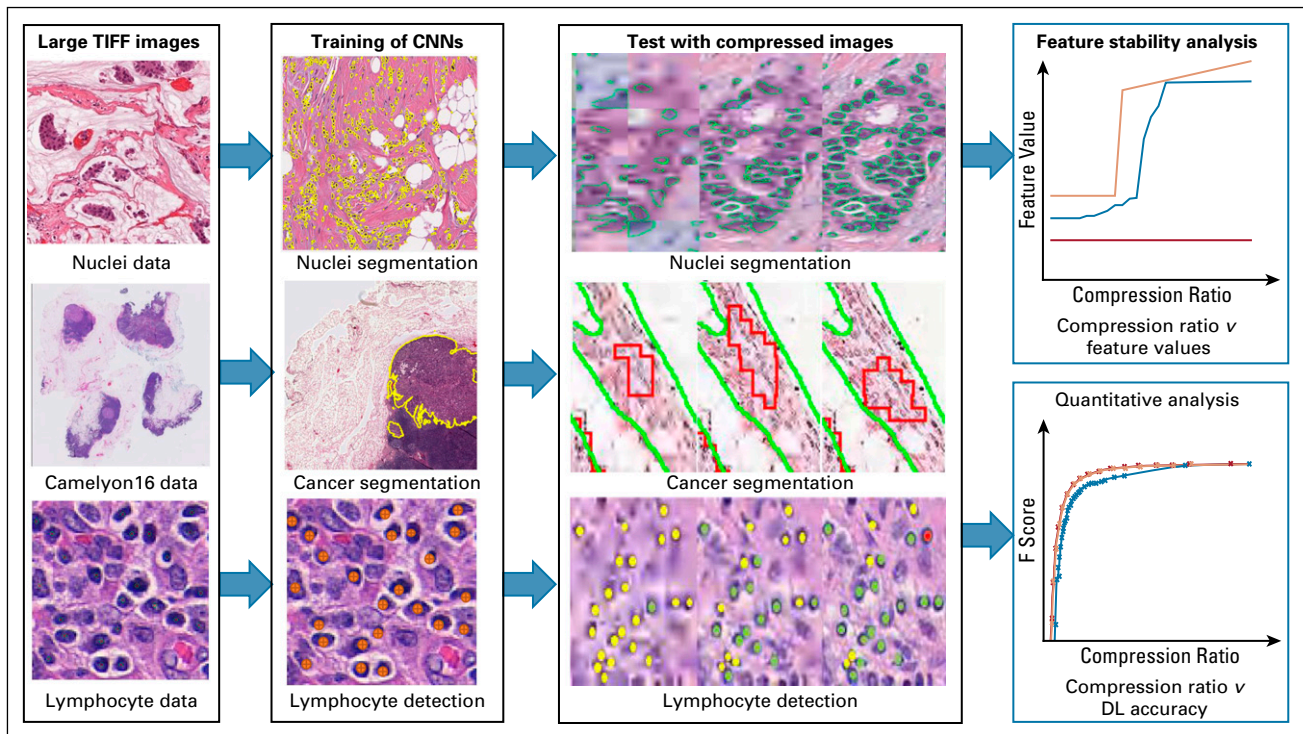 Large TIFF images
Nuclei data
Camelyon16 data
Lymphocyte data
Training of CNNs
Nuclei segmentation
Cancer segmentation
Lymphocyte detection
Test with compressed images
Nuclei segmentation
Cancer segmentation
Lymphocyte detection
Feature stability analysis
Feature Value
Compression Ratio
Compression ratio v
feature values
Quantitative analysis
F Score
Compression Ratio
Compression ratio v
DL accuracy